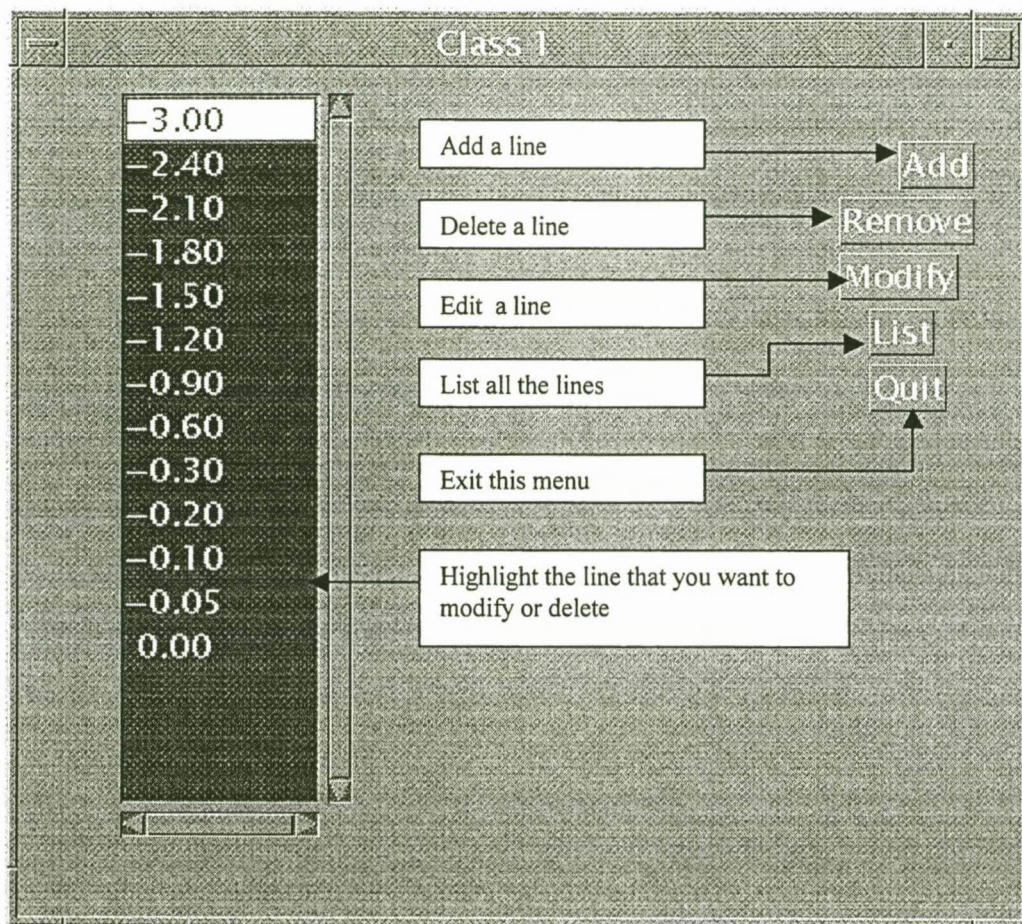 Class 1
−3.00
−2.40
−2.10
−1.80
−1.50
−1.20
−0.90
−0.60
−0.30
−0.20
−0.10
−0.05
0.00
Add a line
Delete a line
Edit a line
List all the lines
Exit this menu
Highlight the line that you want to
modify or delete
Add
Remove
Modify
List
Quit